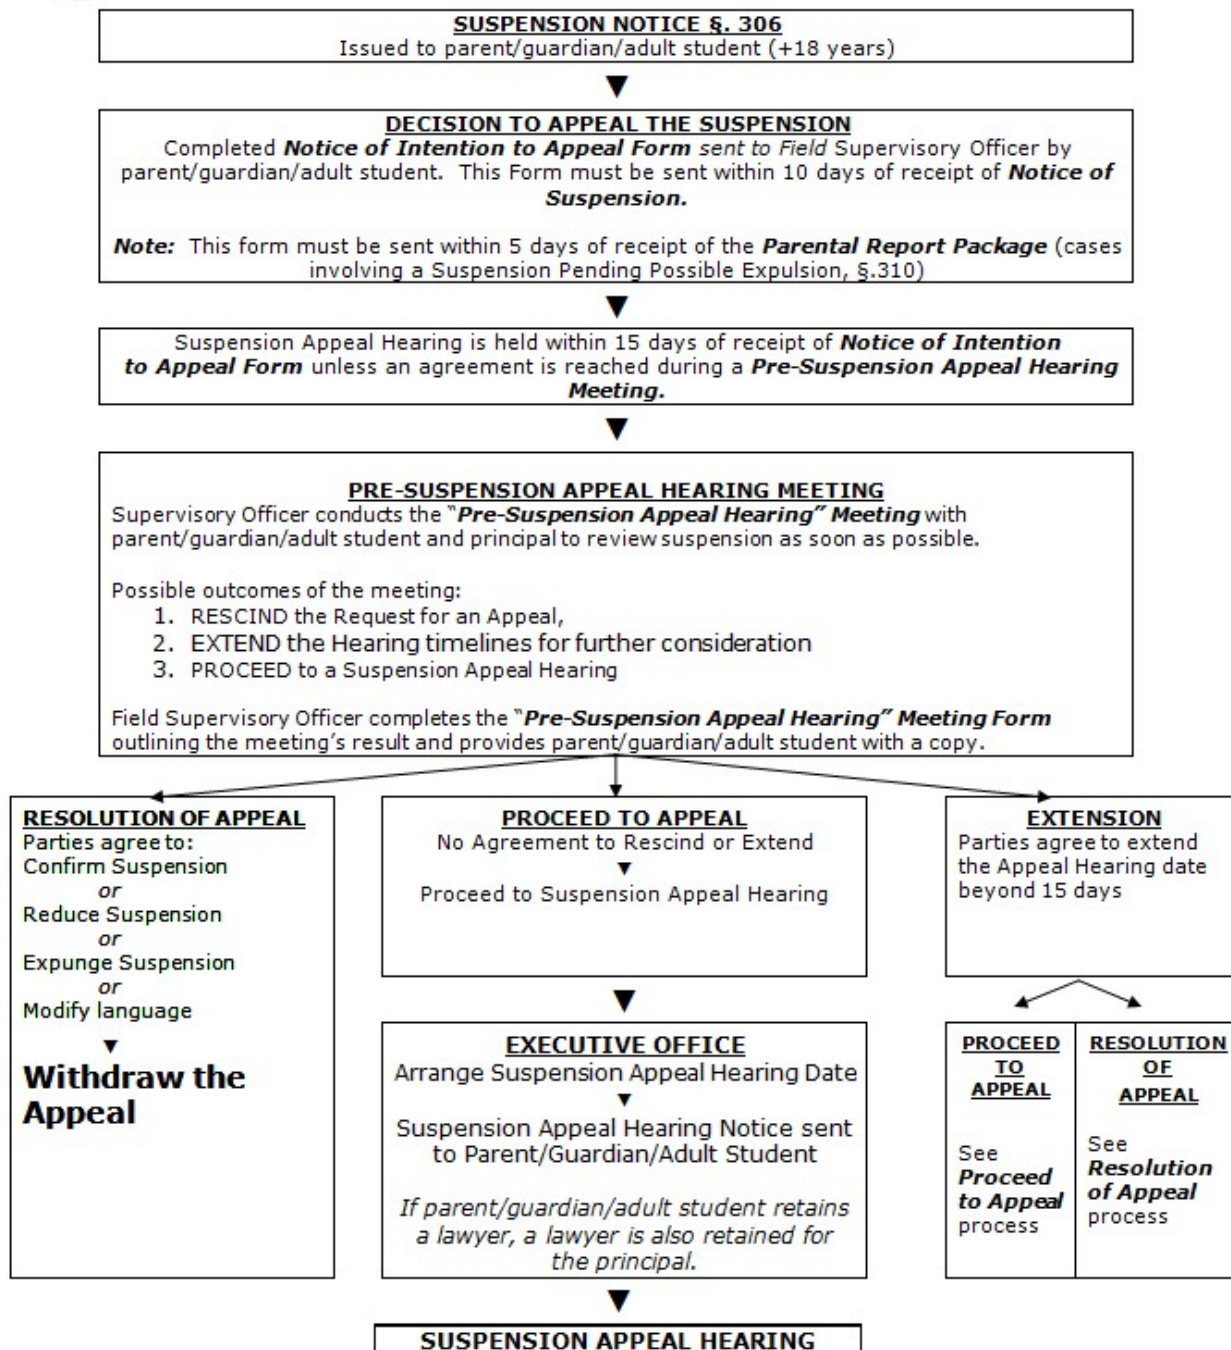 SUSPENSION NOTICE §. 306
Issued to parent/guardian/adult student (+18 years)
▼
DECISION TO APPEAL THE SUSPENSION
Completed Notice of Intention to Appeal Form sent to Field Supervisory Officer by
parent/guardian/adult student. This Form must be sent within 10 days of receipt of Notice of
Suspension.
Note: This form must be sent within 5 days of receipt of the Parental Report Package (cases
involving a Suspension Pending Possible Expulsion, §.310)
▼
Suspension Appeal Hearing is held within 15 days of receipt of Notice of Intention
to Appeal Form unless an agreement is reached during a Pre-Suspension Appeal Hearing
Meeting.
▼
PRE-SUSPENSION APPEAL HEARING MEETING
Supervisory Officer conducts the “Pre-Suspension Appeal Hearing” Meeting with
parent/guardian/adult student and principal to review suspension as soon as possible.
Possible outcomes of the meeting:
1. RESCIND the Request for an Appeal,
2. EXTEND the Hearing timelines for further consideration
3. PROCEED to a Suspension Appeal Hearing
Field Supervisory Officer completes the “Pre-Suspension Appeal Hearing” Meeting Form
outlining the meeting’s result and provides parent/guardian/adult student with a copy.
RESOLUTION OF APPEAL
Parties agree to:
Confirm Suspension
or
Reduce Suspension
or
Expunge Suspension
or
Modify language
▼
Withdraw the
Appeal
PROCEED TO APPEAL
No Agreement to Rescind or Extend
▼
Proceed to Suspension Appeal Hearing
▼
EXECUTIVE OFFICE
Arrange Suspension Appeal Hearing Date
▼
Suspension Appeal Hearing Notice sent
to Parent/Guardian/Adult Student
If parent/guardian/adult student retains
a lawyer, a lawyer is also retained for
the principal.
▼
SUSPENSION APPEAL HEARING
EXTENSION
Parties agree to extend
the Appeal Hearing date
beyond 15 days
PROCEED
TO
APPEAL
See
Proceed
to Appeal
process
RESOLUTION
OF
APPEAL
See
Resolution
of Appeal
process